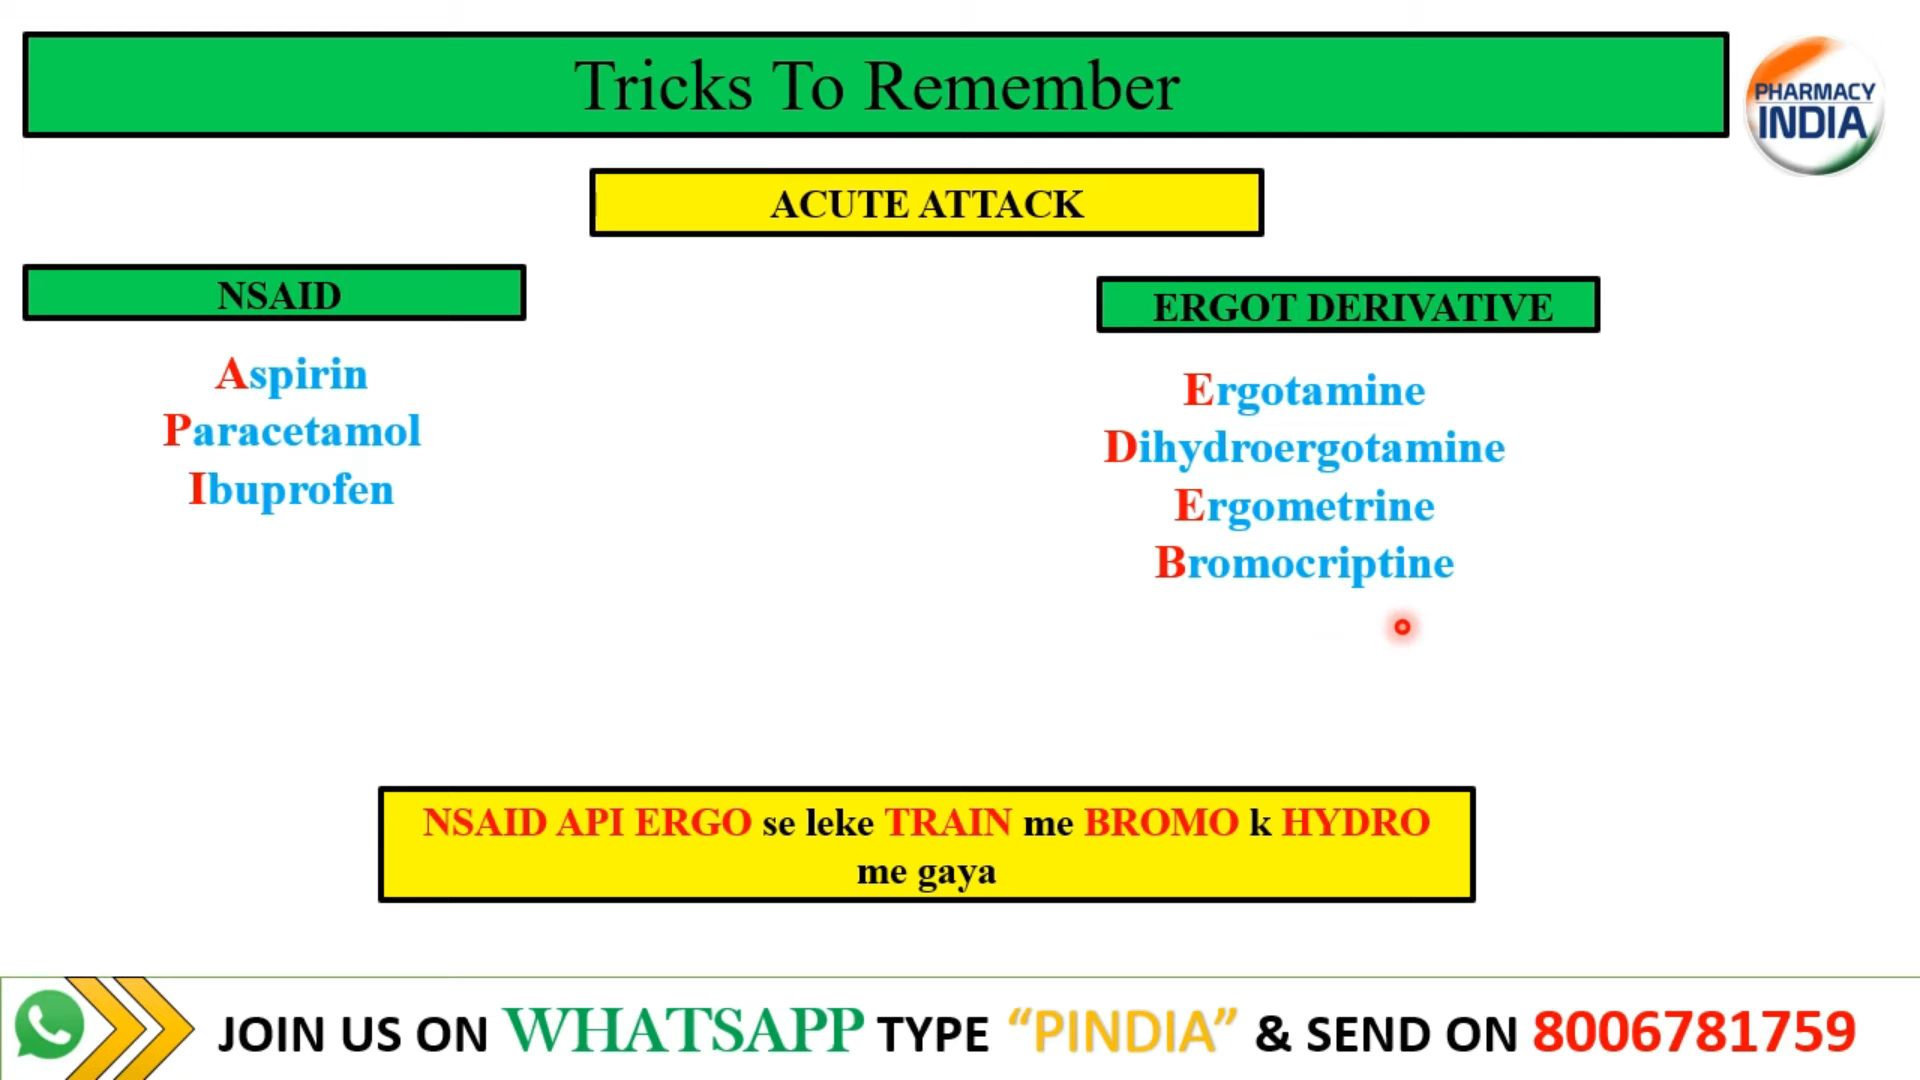 Tricks To Remember
PHARMACY
INDIA
ACUTE ATTACK
NSAID
Aspirin
Paracetamol
Ibuprofen
ERGOT DERIVATIVE
Ergotamine
Dihydroergotamine
Ergometrine
Bromocriptine
NSAID API ERGO se leke TRAIN me BROMO k HYDRO
me gaya
JOIN US ON WHATSAPP TYPE “PINDIA” & SEND ON 8006781759